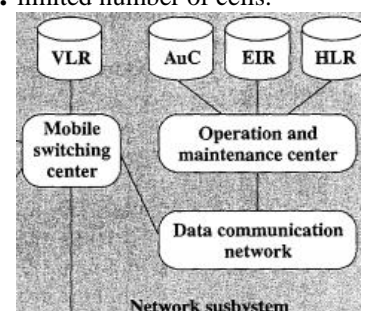 limited number of cells.
VLR
AuC
EIR
HLR
Mobile
switching
center
Operation and
maintenance center
Data communication
network
Network susbystem